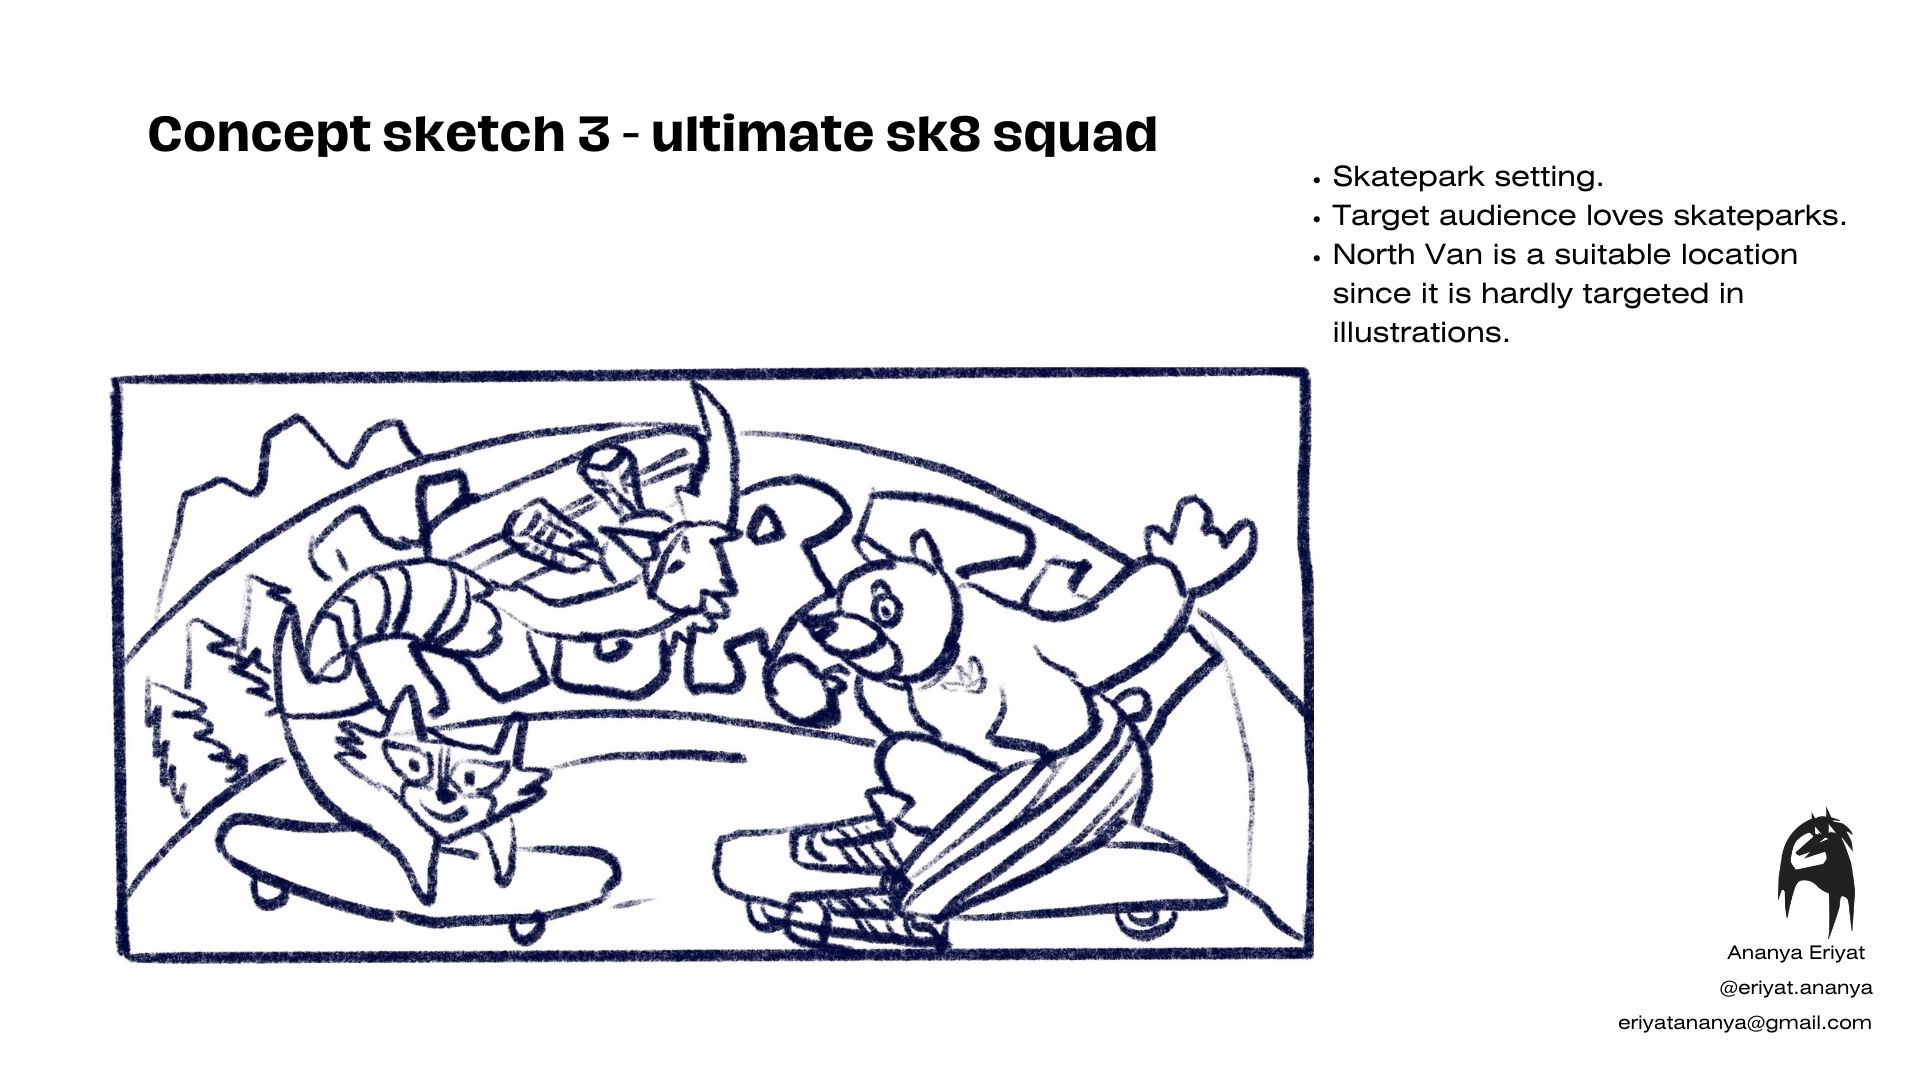 Concept sketch 3 - ultimate sk8 squad
• Skatepark setting.
• Target audience loves skateparks.
• North Van is a suitable location
since it is hardly targeted in
illustrations.
Ananya Eriyat
@eriyat.ananya
eriyatananya@gmail.com